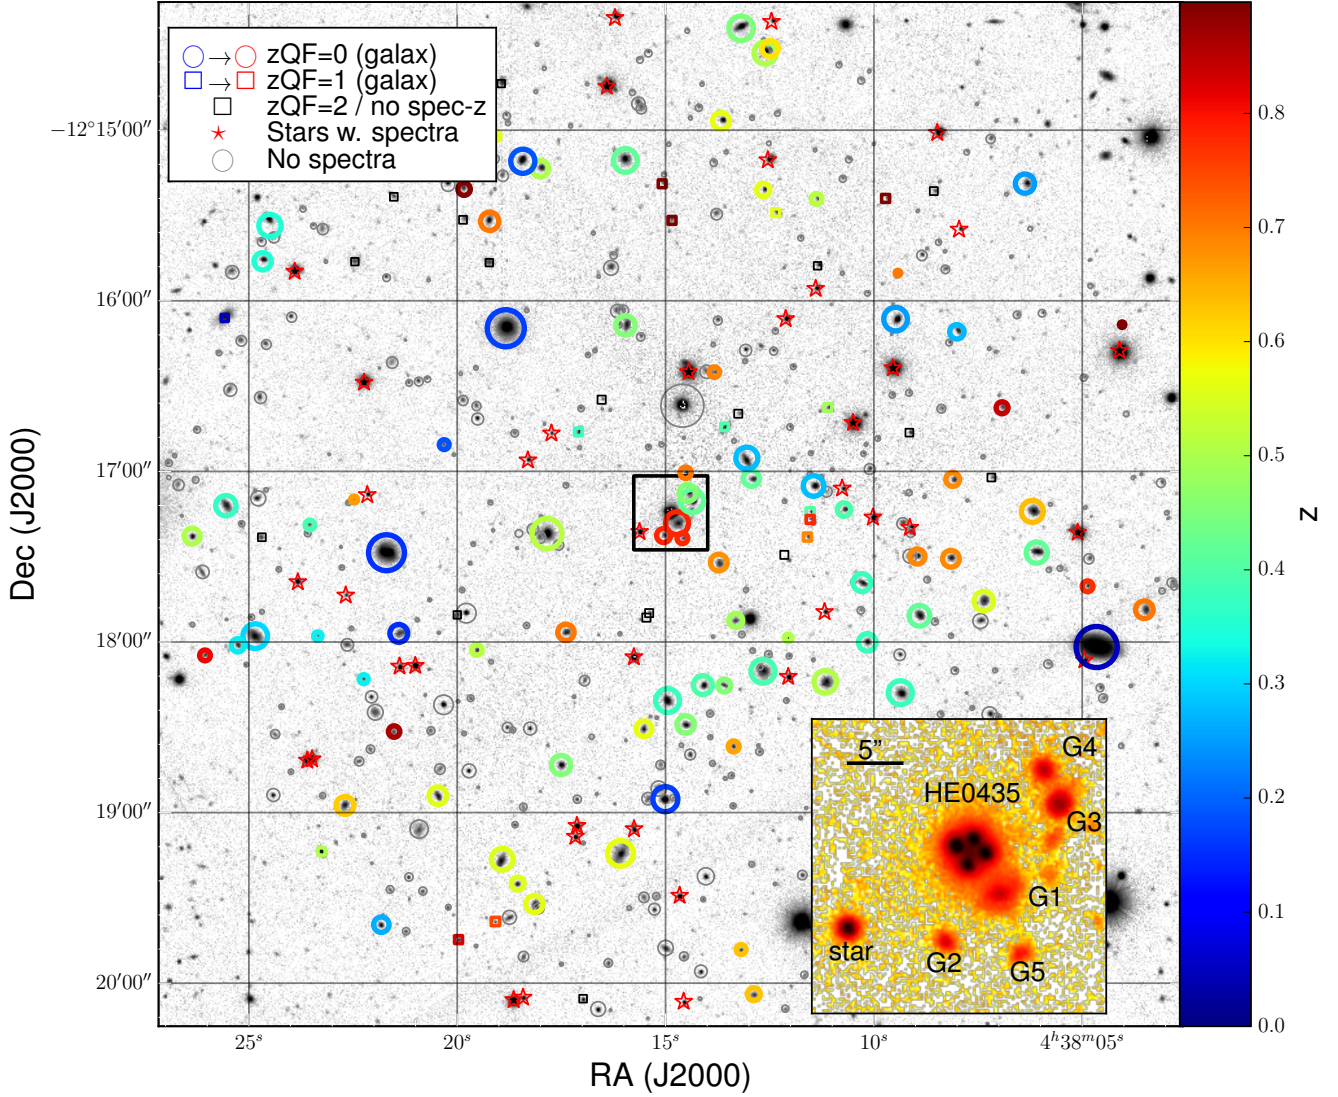 zQF=0 (galax)
zQF=1 (galax)
zQF=2 / no spec-z
Stars w. spectra
No spectra
−12°15′00″
16′00″
17′00″
18′00″
19′00″
20′00″
Dec (J2000)
25ˢ
20ˢ
15ˢ
10ˢ
4ʰ38ᵐ05ˢ
RA (J2000)
5”
HE0435
G4
G3
G1
G2
G5
star
0.8
0.7
0.6
0.5
0.4
0.3
0.2
0.1
0.0
z